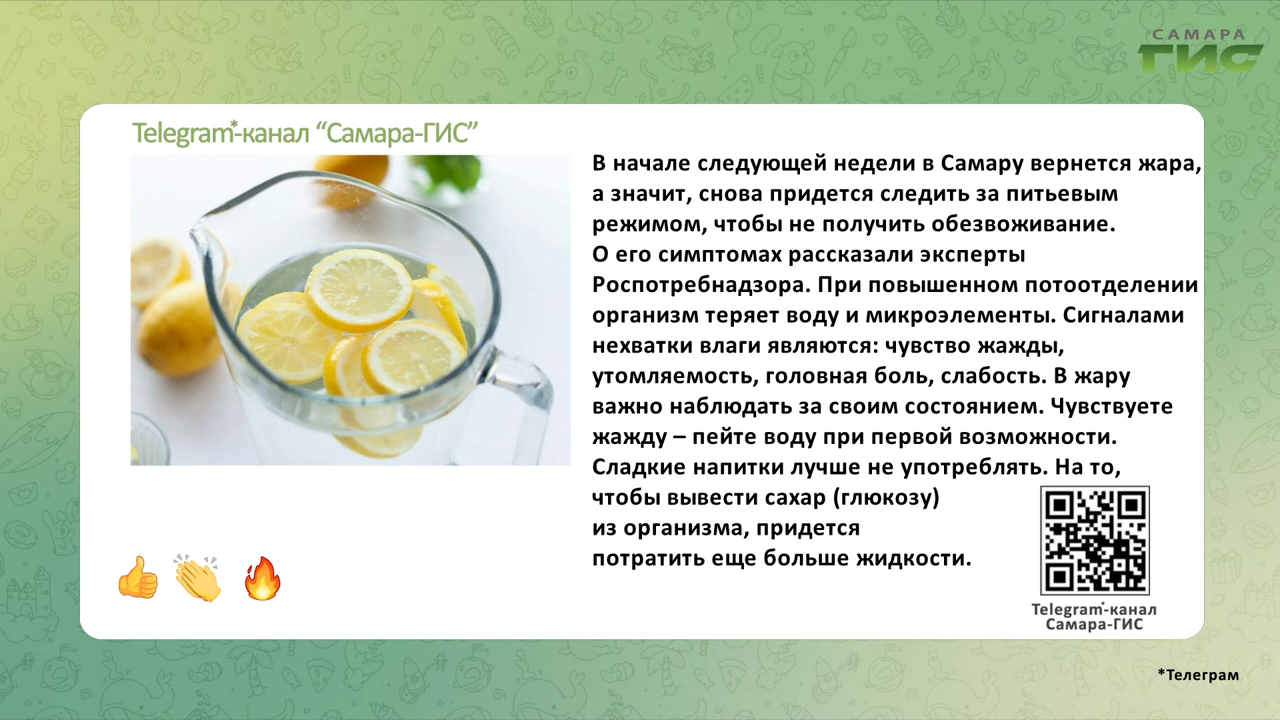 САМАРА
ГИС
Telegram*-канал “Самара-ГИС”
В начале следующей недели в Самару вернется жара,
а значит, снова придется следить за питьевым
режимом, чтобы не получить обезвоживание.
О его симптомах рассказали эксперты
Роспотребнадзора. При повышенном потоотделении
организм теряет воду и микроэлементы. Сигналами
нехватки влаги являются: чувство жажды,
утомляемость, головная боль, слабость. В жару
важно наблюдать за своим состоянием. Чувствуете
жажду – пейте воду при первой возможности.
Сладкие напитки лучше не употреблять. На то,
чтобы вывести сахар (глюкозу)
из организма, придется
потратить еще больше жидкости.
Telegram*-канал
Самара-ГИС
*Телеграм